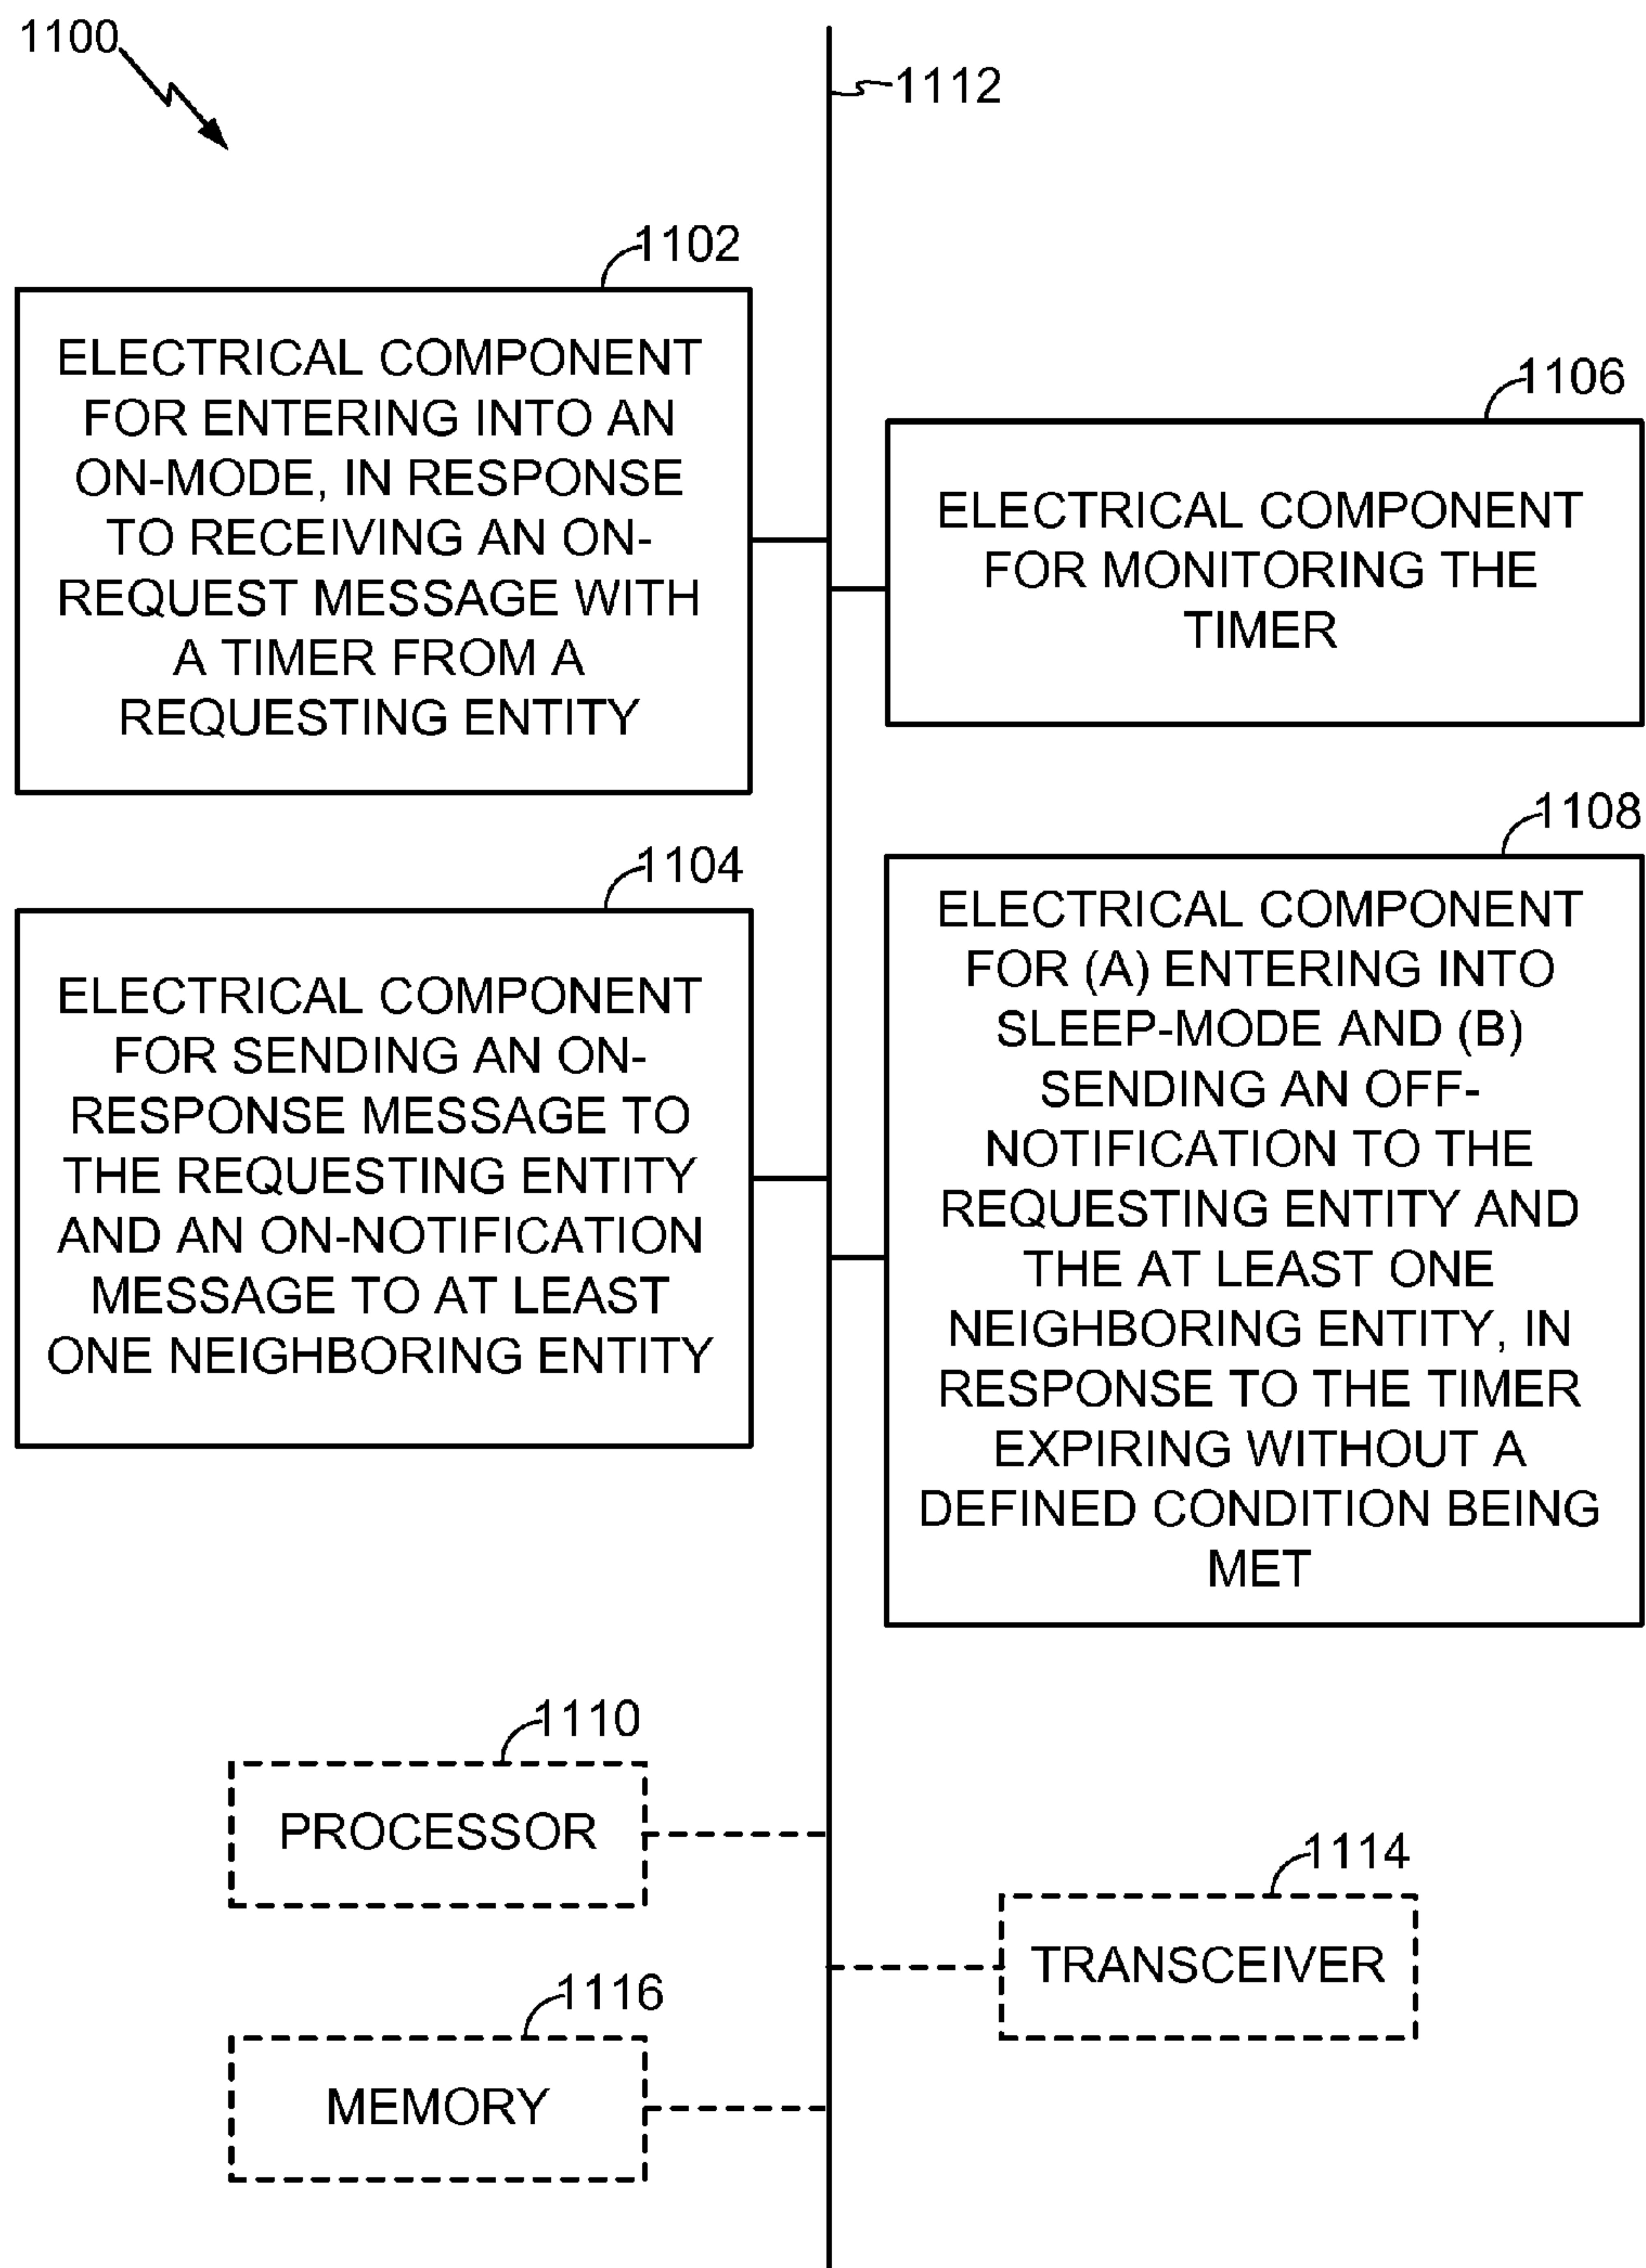 1100
1112
1102
ELECTRICAL COMPONENT
FOR ENTERING INTO AN
ON-MODE, IN RESPONSE
TO RECEIVING AN ON-
REQUEST MESSAGE WITH
A TIMER FROM A
REQUESTING ENTITY
1106
ELECTRICAL COMPONENT
FOR MONITORING THE
TIMER
1104
ELECTRICAL COMPONENT
FOR SENDING AN ON-
RESPONSE MESSAGE TO
THE REQUESTING ENTITY
AND AN ON-NOTIFICATION
MESSAGE TO AT LEAST
ONE NEIGHBORING ENTITY
1108
ELECTRICAL COMPONENT
FOR (A) ENTERING INTO
SLEEP-MODE AND (B)
SENDING AN OFF-
NOTIFICATION TO THE
REQUESTING ENTITY AND
THE AT LEAST ONE
NEIGHBORING ENTITY, IN
RESPONSE TO THE TIMER
EXPIRING WITHOUT A
DEFINED CONDITION BEING
MET
1110
PROCESSOR
1114
TRANSCEIVER
1116
MEMORY